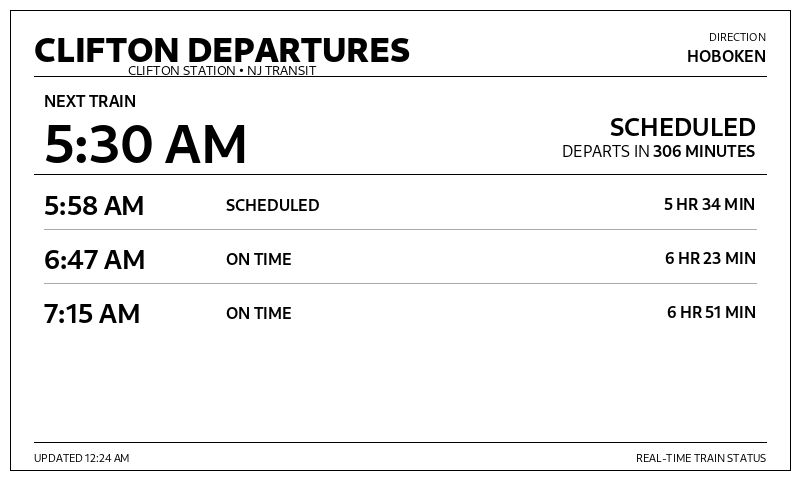 CLIFTON DEPARTURES
CLIFTON STATION • NJ TRANSIT
DIRECTION
HOBOKEN
NEXT TRAIN
5:30 AM
SCHEDULED
DEPARTS IN 306 MINUTES
5:58 AM SCHEDULED 5 HR 34 MIN
6:47 AM ON TIME 6 HR 23 MIN
7:15 AM ON TIME 6 HR 51 MIN
UPDATED 12:24 AM
REAL-TIME TRAIN STATUS